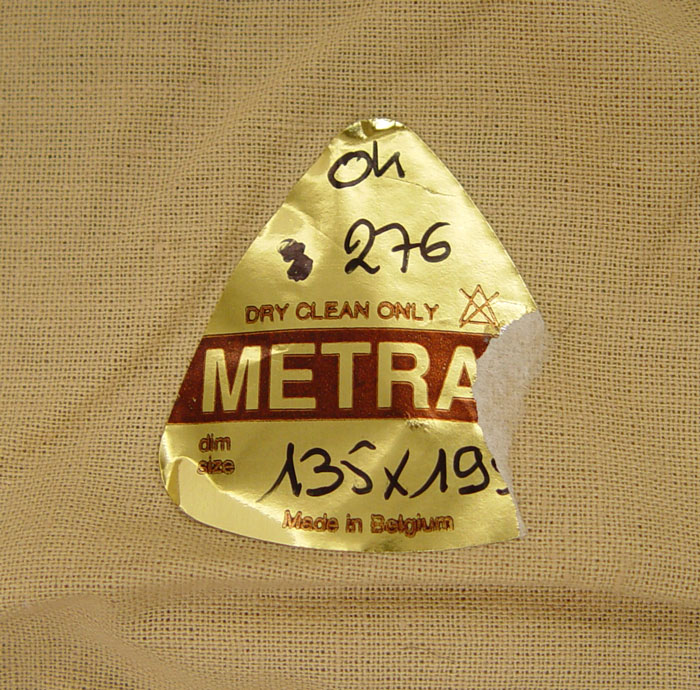 Oh
276
DRY CLEAN ONLY
METRA
dim
size
135x19
Made in Belgium